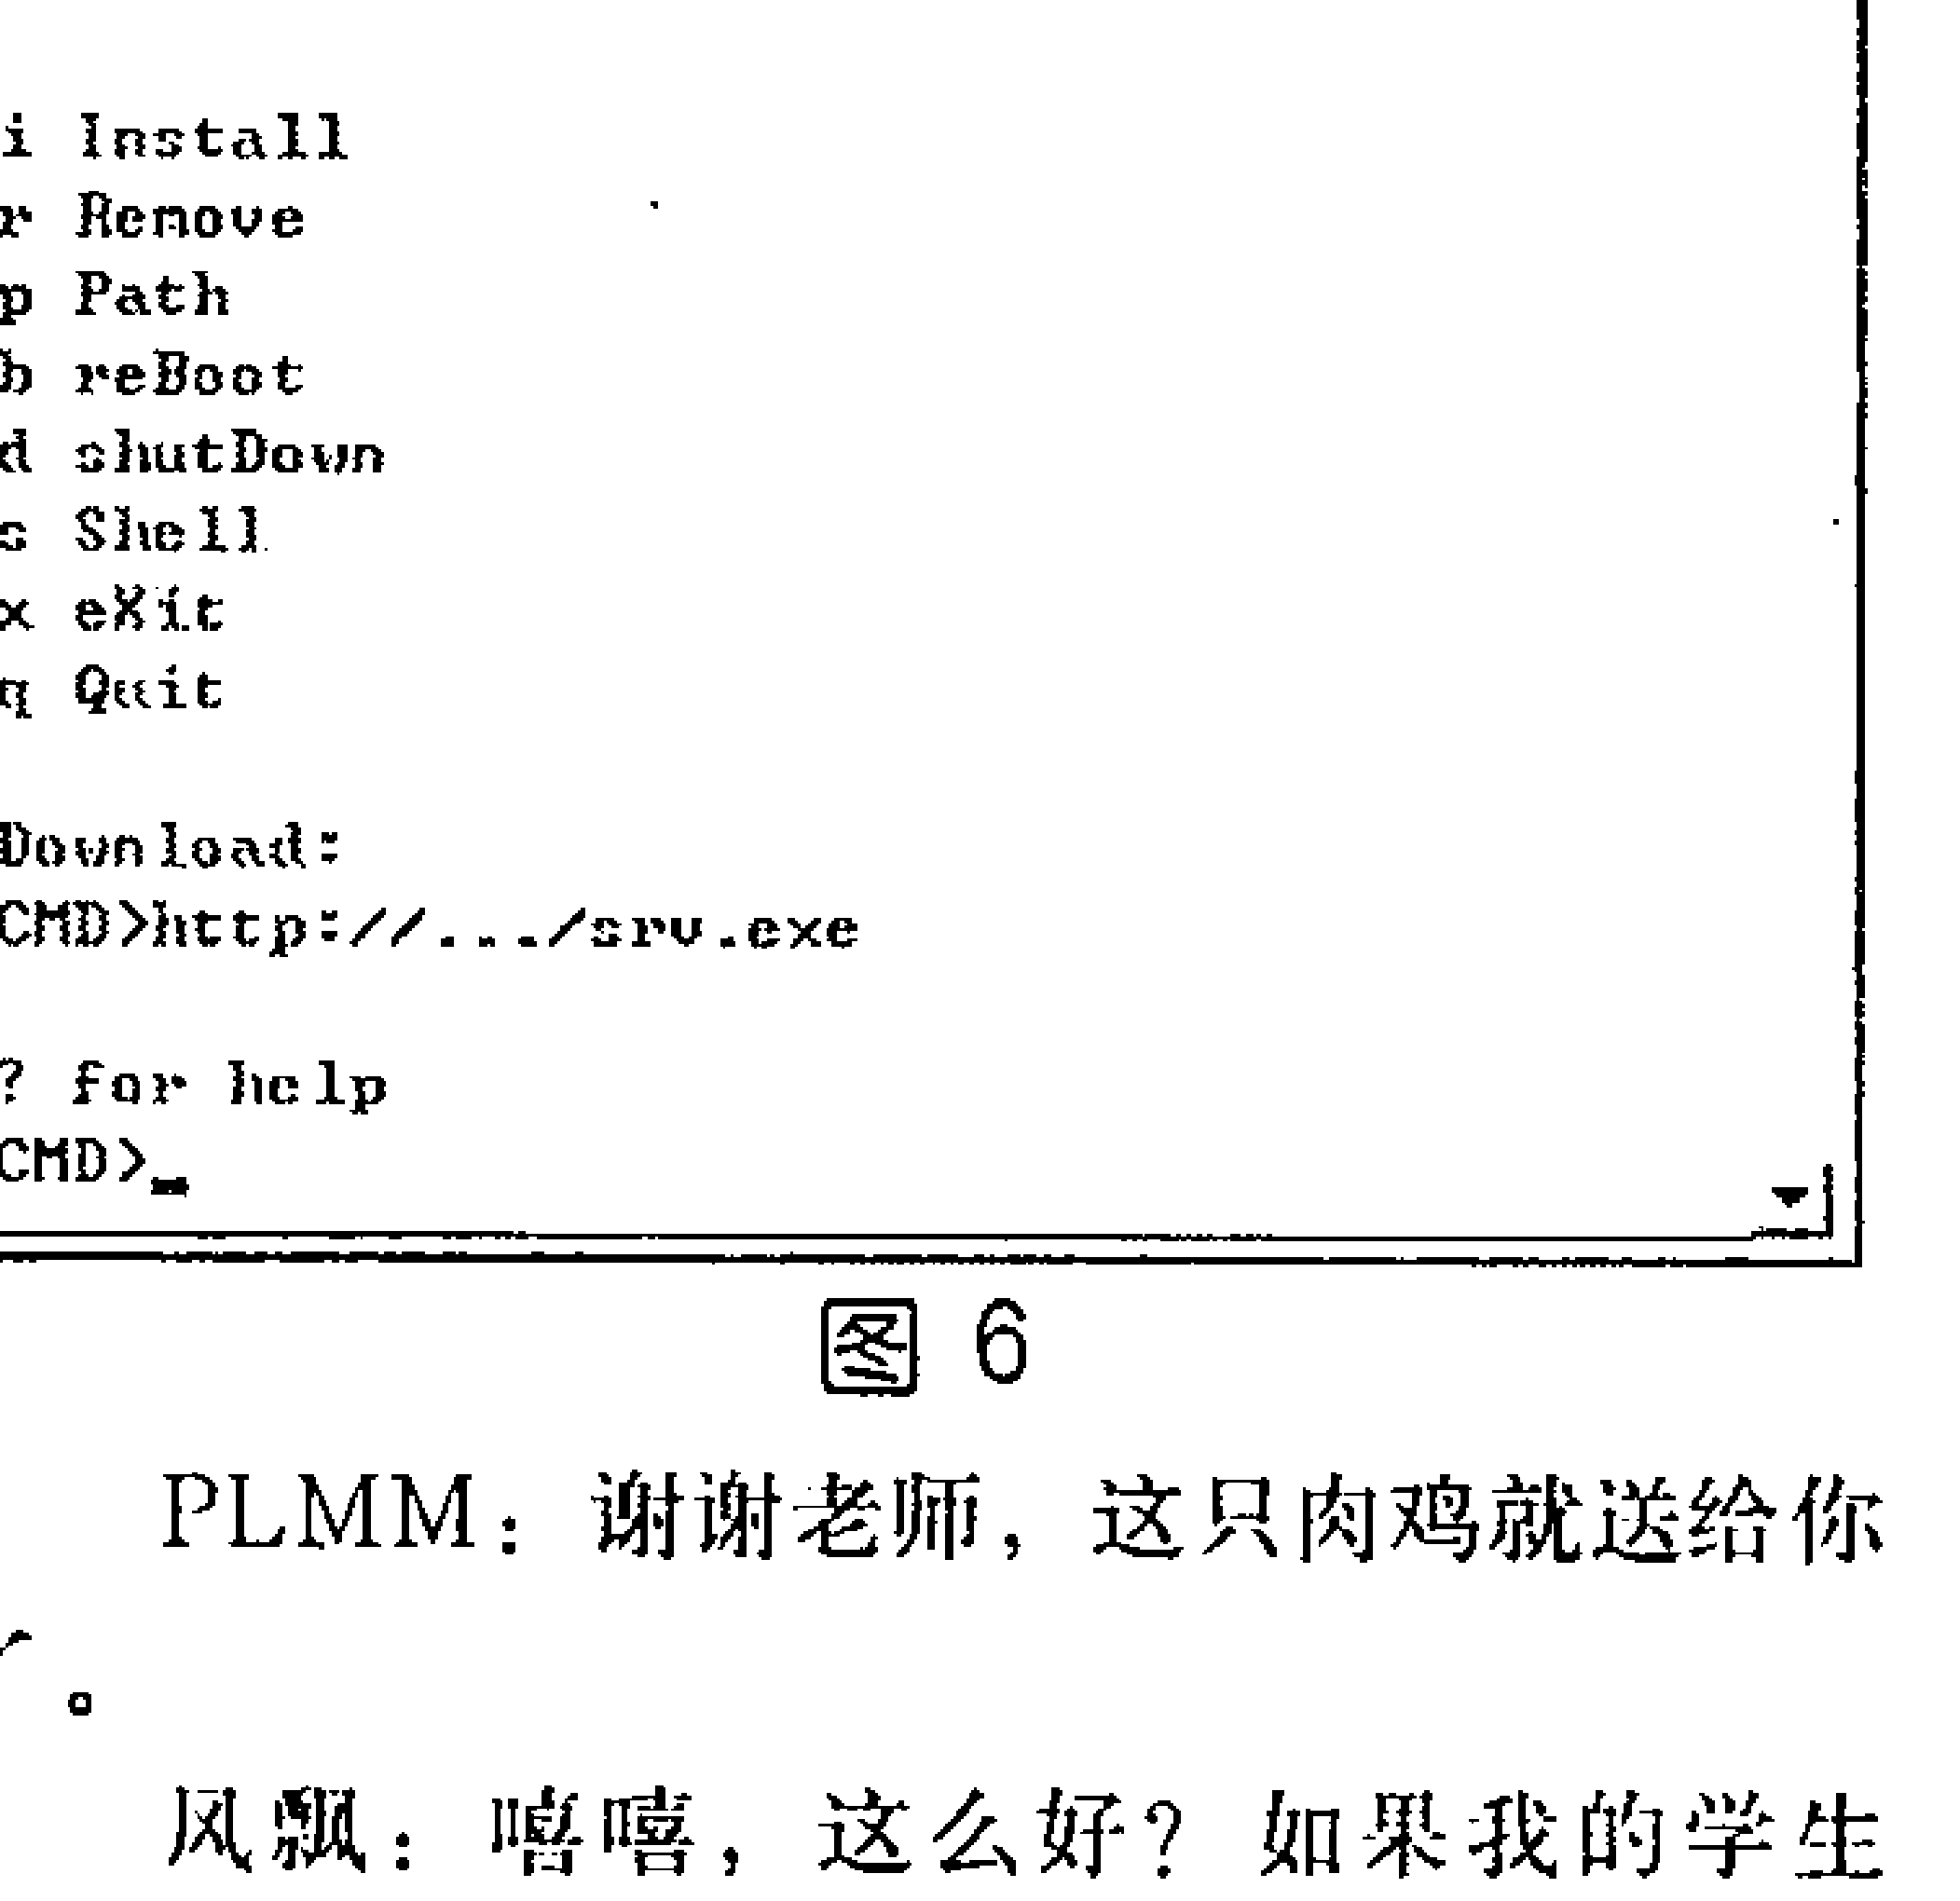 i Install
r Remove
p Path
b reBoot
d shutDown
s Shell
x eXit
q Quit
Download:
CMD>http://.../srv.exe
? for help
CMD>_
图 6
PLMM：谢谢老师，这只肉鸡就送给你
。
风飘：嘻嘻，这么好？如果我的学生